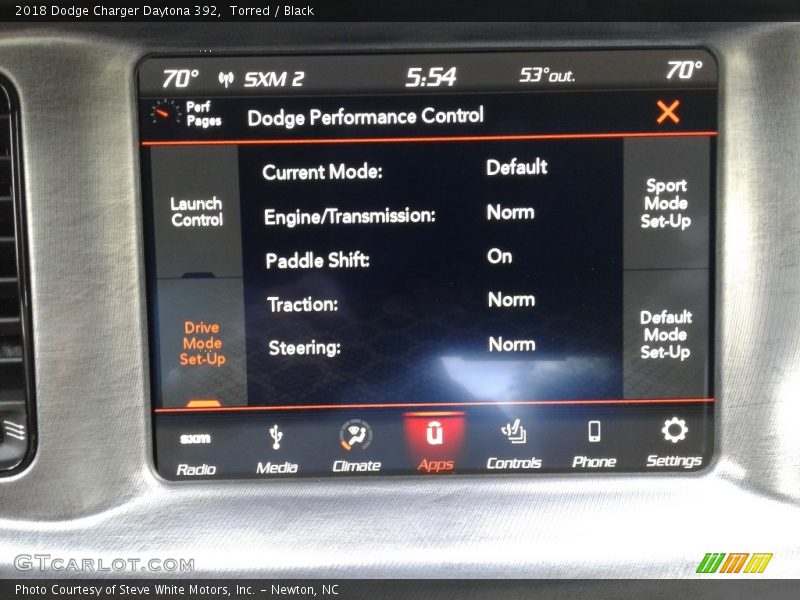 2018 Dodge Charger Daytona 392, Torred / Black
70° SXM 2 5:54 53°out. 70°
Perf
Pages
Dodge Performance Control
Launch
Control
Drive
Mode
Set-Up
Current Mode: Default
Engine/Transmission: Norm
Paddle Shift: On
Traction: Norm
Steering: Norm
Sport
Mode
Set-Up
Default
Mode
Set-Up
sxm
Radio Media Climate Apps Controls Phone Settings
GTCARLOT.COM
Photo Courtesy of Steve White Motors, Inc. – Newton, NC